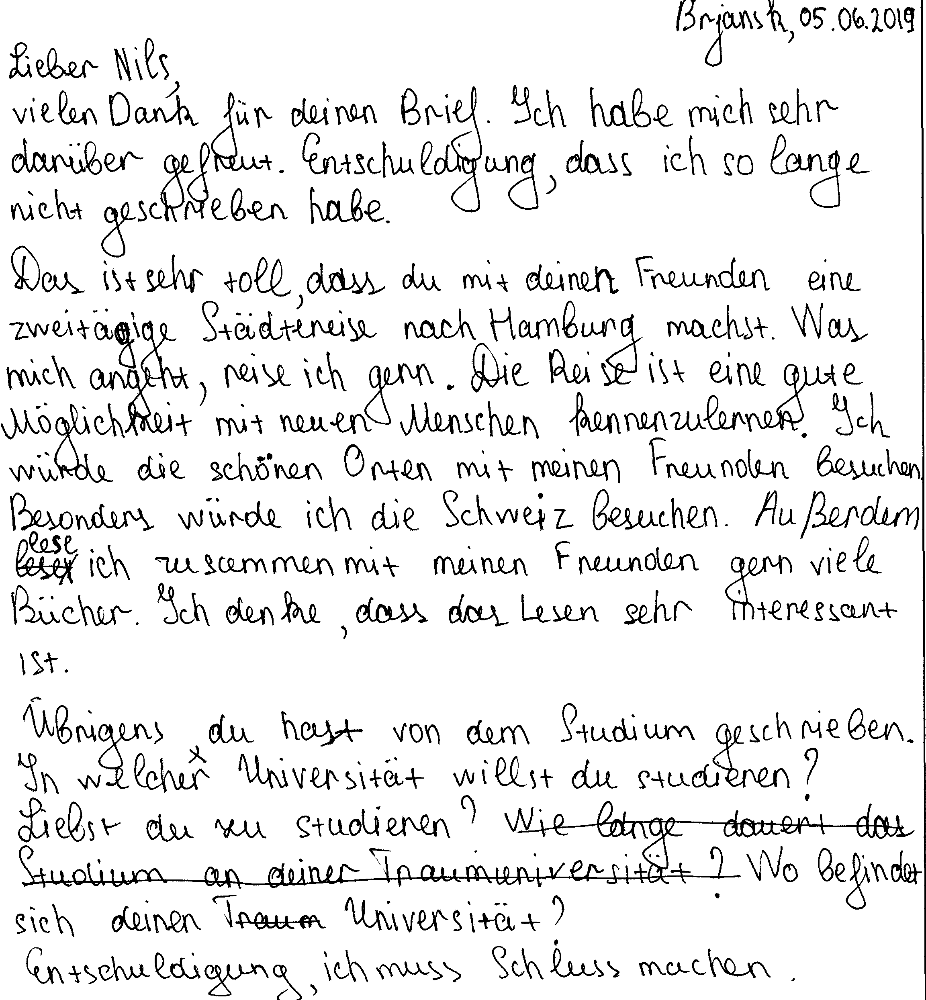 Brjansk, 05.06.2019
Lieber Nils,
vielen Dank für deinen Brief. Ich habe mich sehr
darüber gefreut. Entschuldigung, dass ich so lange
nicht geschrieben habe.
Das ist sehr toll, dass du mit deinen Freunden eine
zweitägige Städtereise nach Hamburg machst. Was
mich angeht, reise ich gern. Die Reise ist eine gute
Möglichkeit mit neuen Menschen kennenzulernen. Ich
würde die schönen Orten mit meinen Freunden besuchen.
Besonders würde ich die Schweiz besuchen. Außerdem
lese ich zusammen mit meinen Freunden gern viele
Bücher. Ich denke, dass das Lesen sehr interessant
ist.
Übrigens du hast von dem Studium geschrieben.
In welcher Universität willst du studieren?
Liebst du zu studieren? Wie lange dauert das
Studium an deiner Traumuniversität? Wo befindet
sich deinen Traum Universität?
Entschuldigung, ich muss Schluss machen.